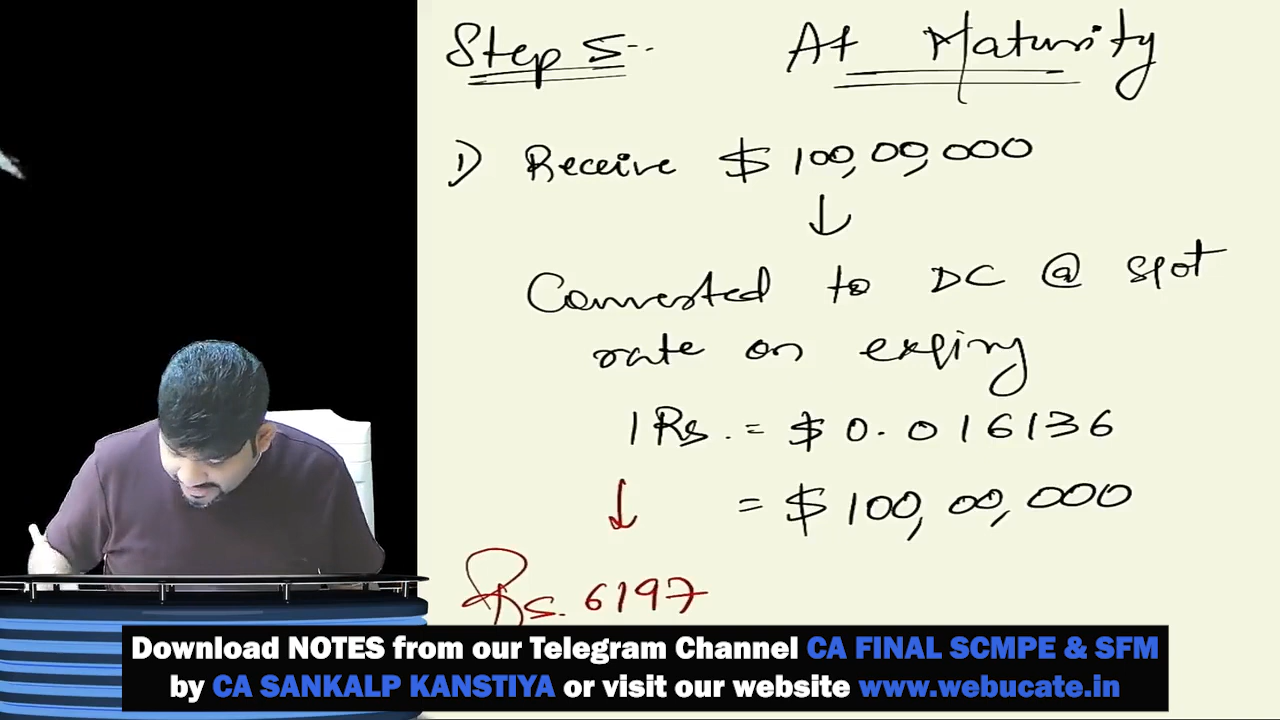 Step 5:- At Maturity
1) Receive $ 100,00,000
↓
Converted to DC @ spot
rate on expiry
1 Rs. = $ 0.016136
↓ = $ 100,00,000
Rs. 6197
Download NOTES from our Telegram Channel CA FINAL SCMPE & SFM
by CA SANKALP KANSTIYA or visit our website www.webucate.in